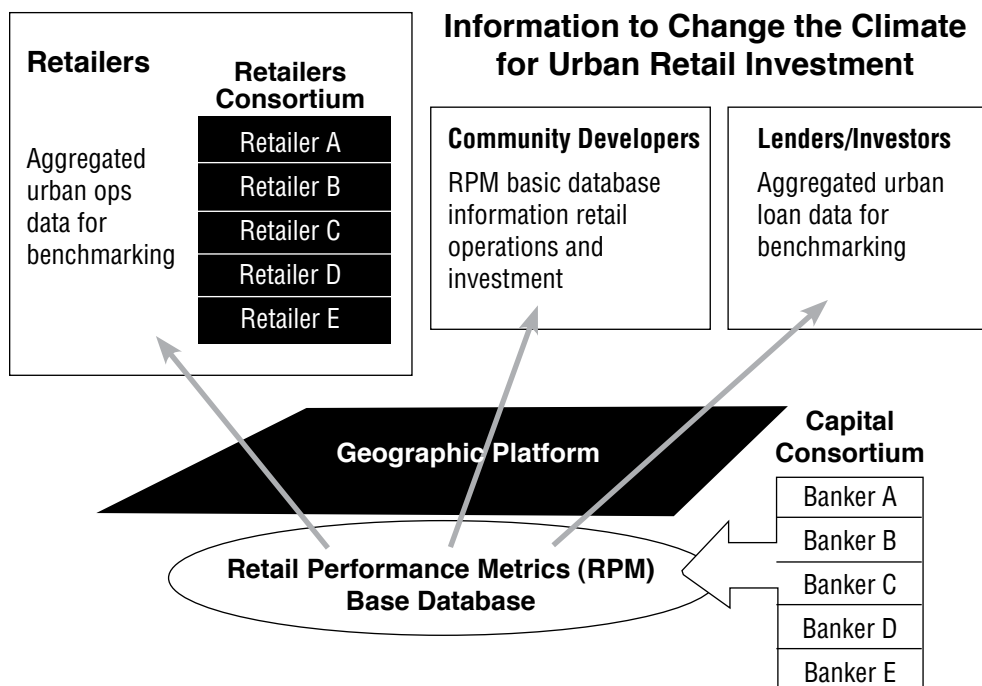 Information to Change the Climate
for Urban Retail Investment
Retailers
Aggregated
urban ops
data for
benchmarking
Retailers
Consortium
Retailer A
Retailer B
Retailer C
Retailer D
Retailer E
Community Developers
RPM basic database
information retail
operations and
investment
Lenders/Investors
Aggregated urban
loan data for
benchmarking
Geographic Platform
Retail Performance Metrics (RPM)
Base Database
Capital
Consortium
Banker A
Banker B
Banker C
Banker D
Banker E